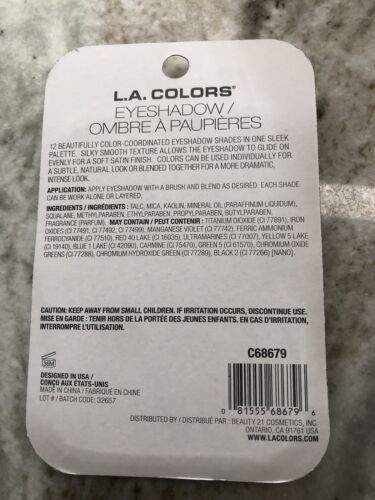 L.A. COLORS®
EYESHADOW /
OMBRE À PAUPIÈRES
12 BEAUTIFULLY COLOR-COORDINATED EYESHADOW SHADES IN ONE SLEEK
PALETTE. SILKY SMOOTH TEXTURE ALLOWS THE EYESHADOW TO GLIDE ON
EVENLY FOR A SOFT SATIN FINISH. COLORS CAN BE USED INDIVIDUALLY FOR
A SUBTLE, NATURAL LOOK OR BLENDED TOGETHER FOR A MORE DRAMATIC,
INTENSE LOOK.
APPLICATION: APPLY EYESHADOW WITH A BRUSH AND BLEND AS DESIRED. EACH SHADE
CAN BE WORK ALONE OR LAYERED.
INGREDIENTS / INGRÉDIENTS: TALC, MICA, KAOLIN, MINERAL OIL (PARAFFINUM LIQUIDUM),
SQUALANE, METHYLPARABEN, ETHYLPARABEN, PROPYLPARABEN, BUTYLPARABEN,
FRAGRANCE (PARFUM). MAY CONTAIN / PEUT CONTENIR: TITANIUM DIOXIDE (CI 77891), IRON
OXIDES (CI 77491, CI 77492, CI 77499), MANGANESE VIOLET (CI 77742), FERRIC AMMONIUM
FERROCYANIDE (CI 77510), RED 40 LAKE (CI 16035), ULTRAMARINES (CI 77007), YELLOW 5 LAKE
(CI 19140), BLUE 1 LAKE (CI 42090), CARMINE (CI 75470), GREEN 5 (CI 61570), CHROMIUM OXIDE
GREENS (CI 77288), CHROMIUM HYDROXIDE GREEN (CI 77289), BLACK 2 (CI 77266) [NANO].
CAUTION: KEEP AWAY FROM SMALL CHILDREN. IF IRRITATION OCCURS, DISCONTINUE USE.
MISE EN GARDE : TENIR HORS DE LA PORTÉE DES JEUNES ENFANTS. EN CAS D'IRRITATION,
INTERROMPRE L'UTILISATION.
36M
DESIGNED IN USA /
CONÇU AUX ÉTATS-UNIS
MADE IN CHINA / FABRIQUÉ EN CHINE
LOT # / BATCH CODE: 32657
C68679
0 81555 68679 6
DISTRIBUTED BY / DISTRIBUÉ PAR : BEAUTY 21 COSMETICS, INC.
ONTARIO, CA 91761 USA
WWW.LACOLORS.COM